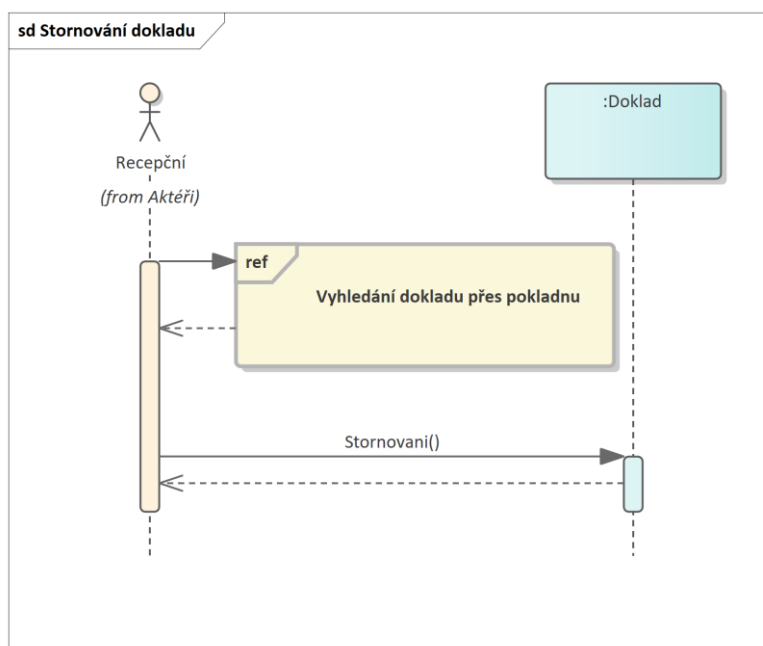 sd Stornování dokladu
:Doklad
Recepční
(from Aktéři)
ref
Vyhledání dokladu přes pokladnu
Stornovani()